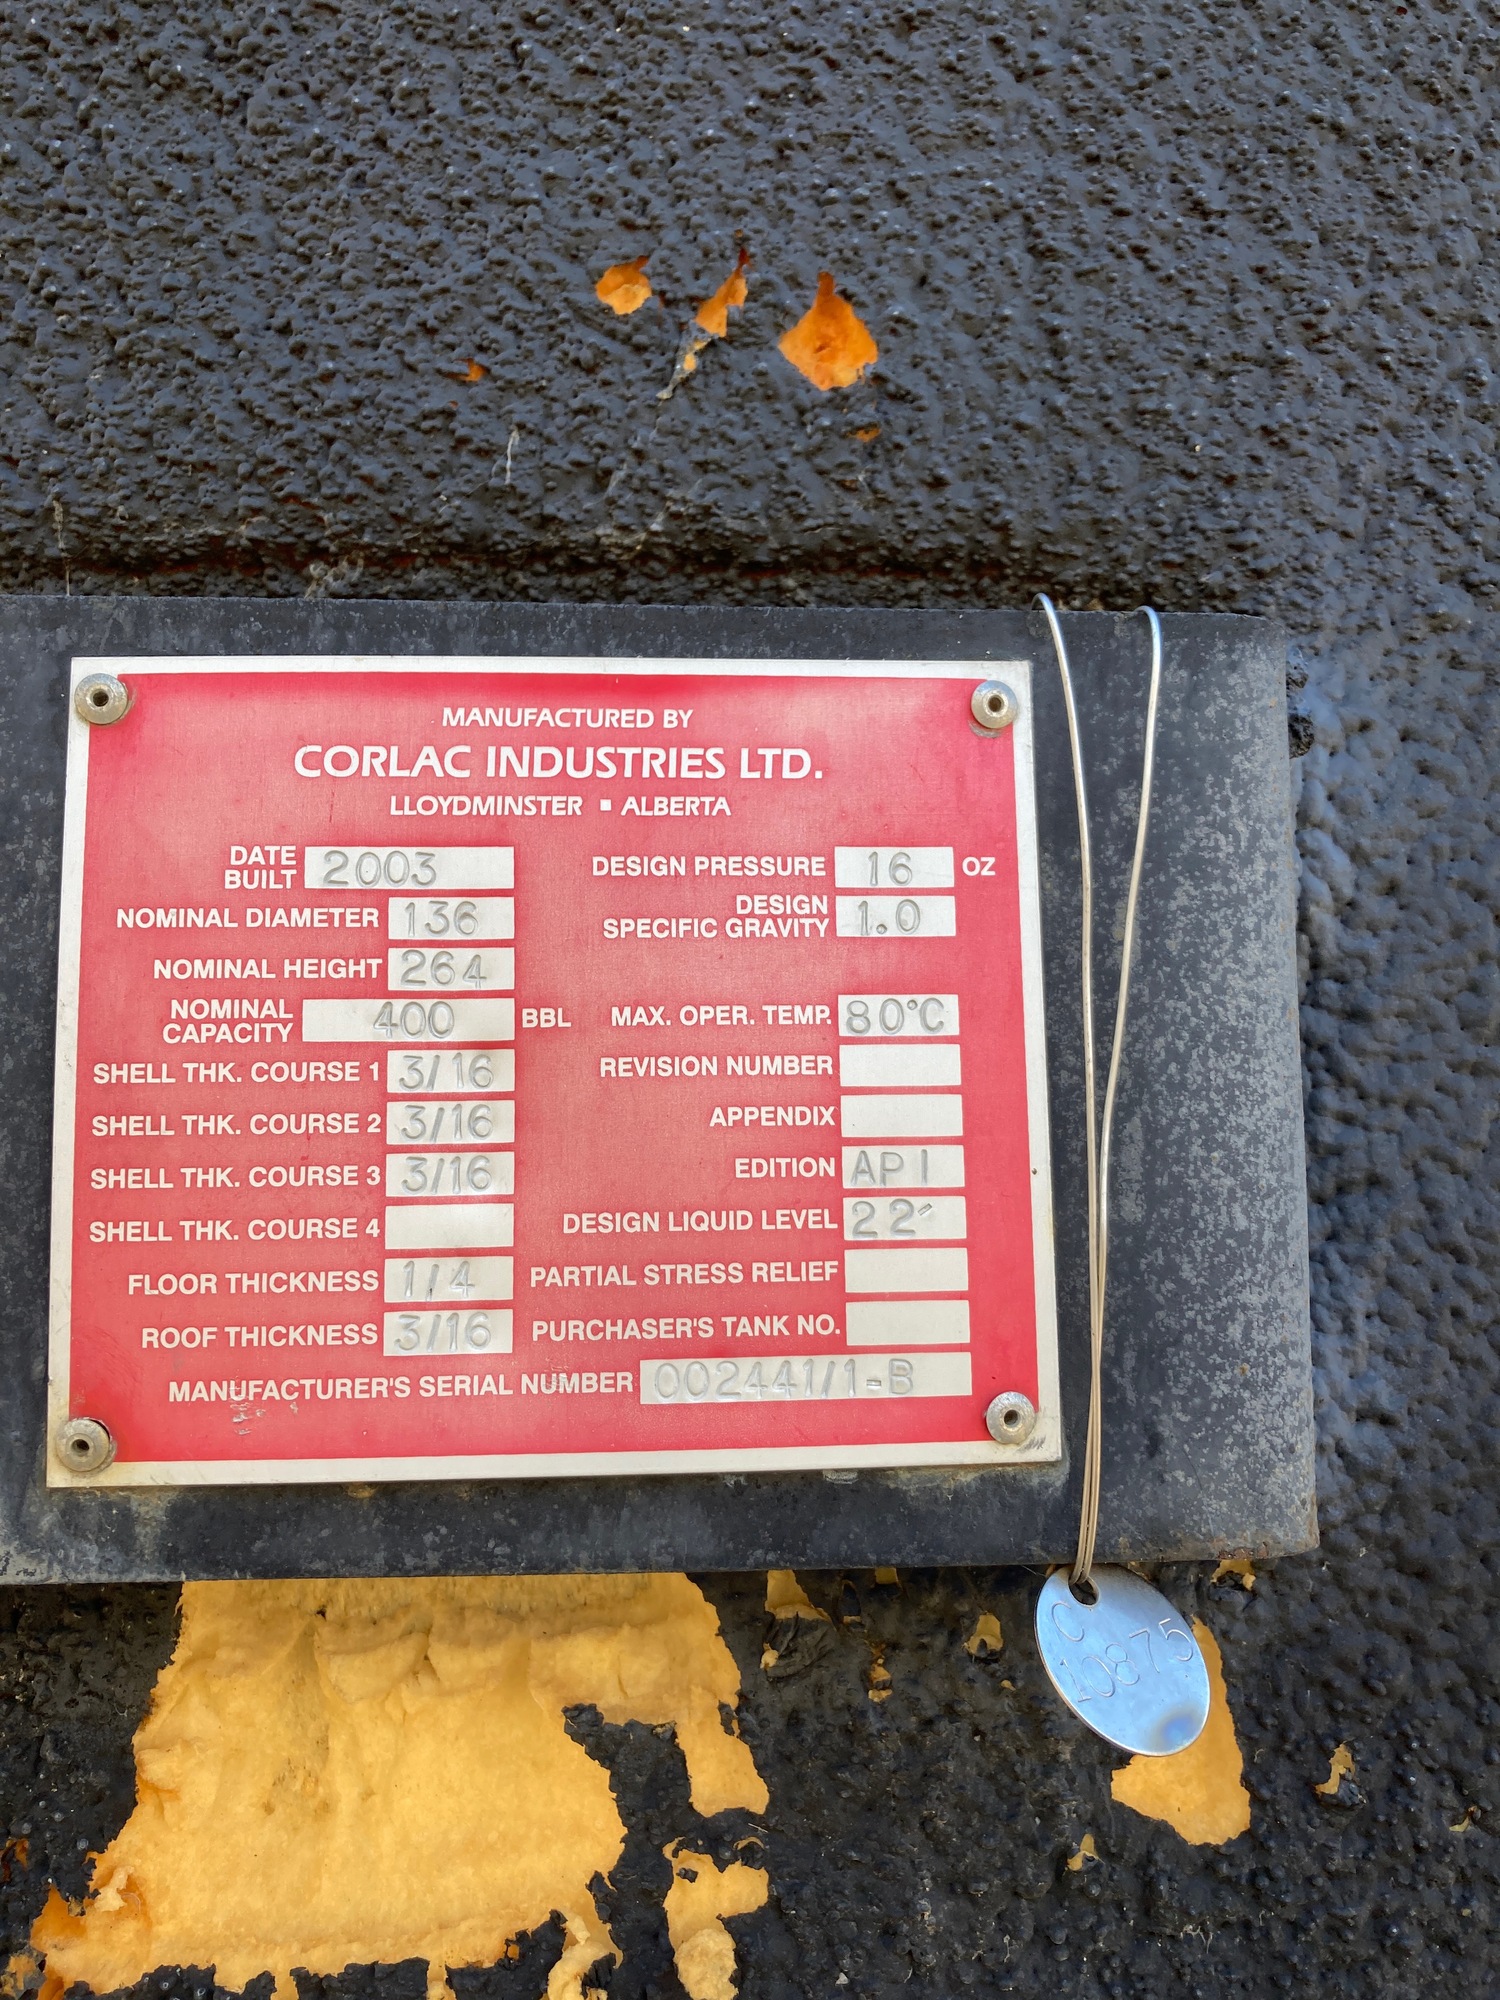 MANUFACTURED BY
CORLAC INDUSTRIES LTD.
LLOYDMINSTER ▪ ALBERTA
DATE BUILT 2003
NOMINAL DIAMETER 136
NOMINAL HEIGHT 264
NOMINAL CAPACITY 400 BBL
SHELL THK. COURSE 1 3/16
SHELL THK. COURSE 2 3/16
SHELL THK. COURSE 3 3/16
SHELL THK. COURSE 4
FLOOR THICKNESS 1/4
ROOF THICKNESS 3/16
DESIGN PRESSURE 16 OZ
DESIGN SPECIFIC GRAVITY 1.0
MAX. OPER. TEMP. 80°C
REVISION NUMBER
APPENDIX
EDITION API
DESIGN LIQUID LEVEL 22'
PARTIAL STRESS RELIEF
PURCHASER'S TANK NO.
MANUFACTURER'S SERIAL NUMBER 002441/1-B
C
10875